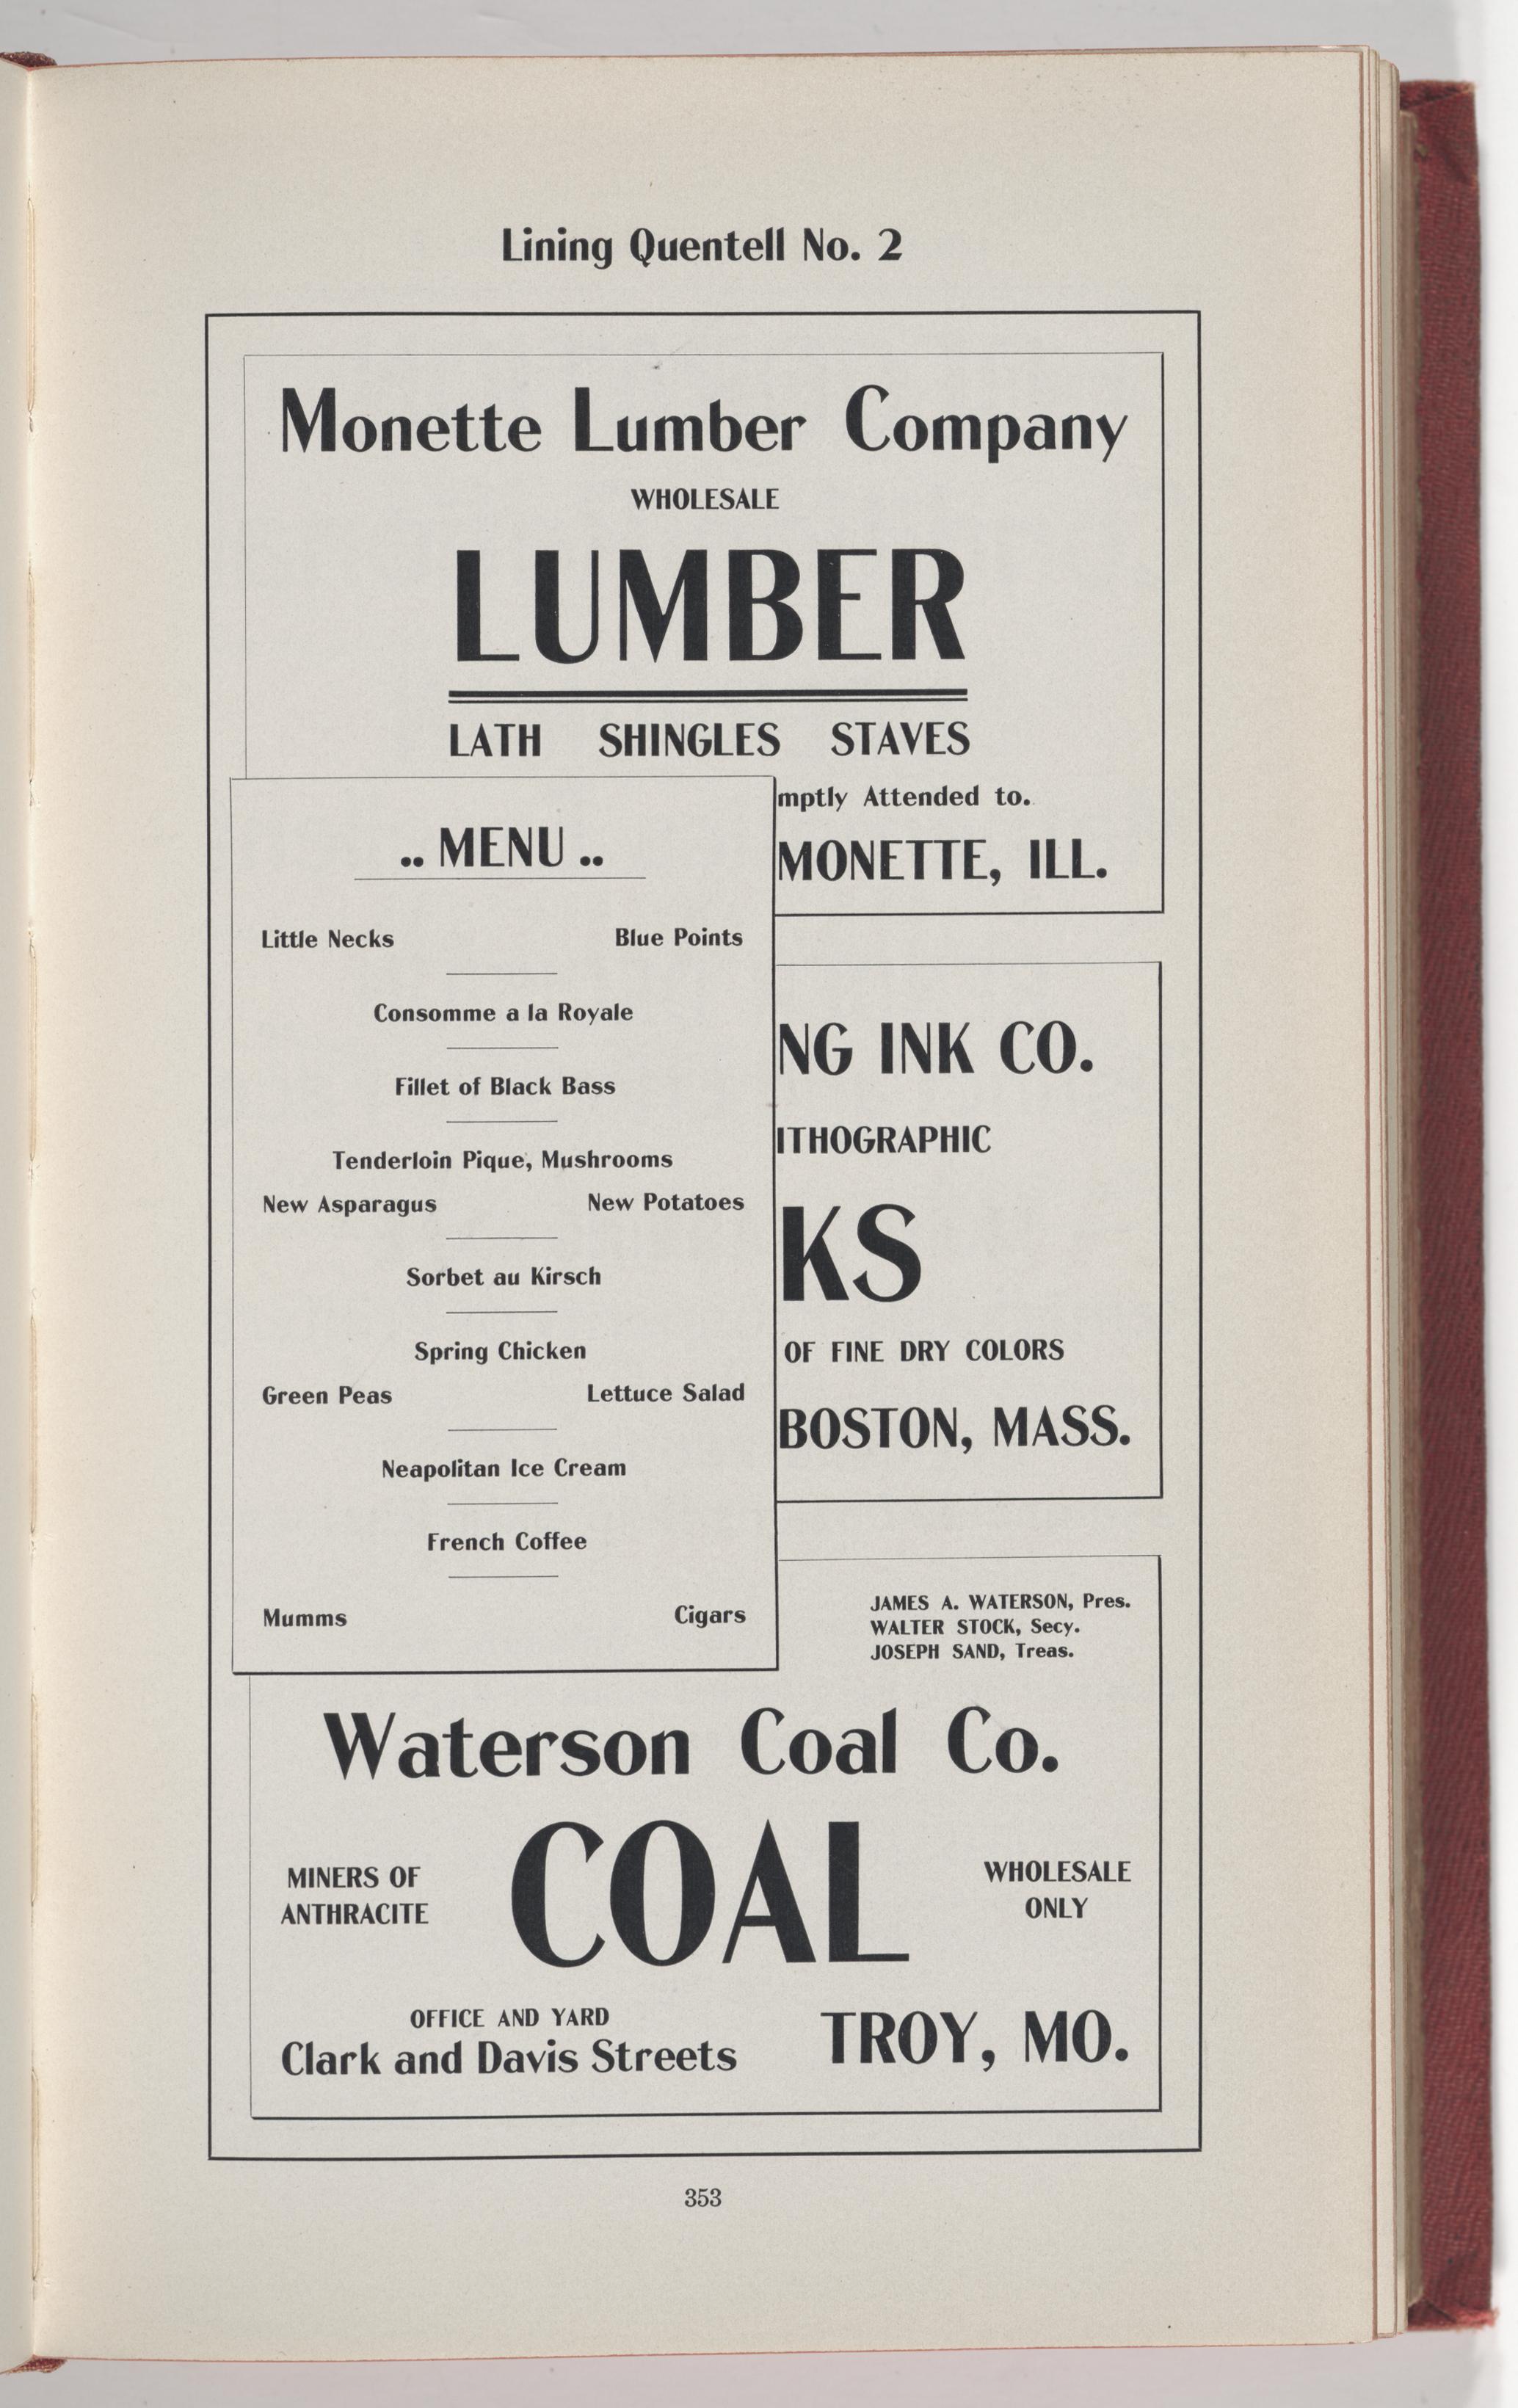 Lining Quentell No. 2
Monette Lumber Company
WHOLESALE
LUMBER
LATH SHINGLES STAVES
mptly Attended to.
MONETTE, ILL.
.. MENU ..
Little Necks Blue Points
Consomme a la Royale
Fillet of Black Bass
Tenderloin Pique, Mushrooms
New Asparagus New Potatoes
Sorbet au Kirsch
Spring Chicken
Green Peas Lettuce Salad
Neapolitan Ice Cream
French Coffee
Mumms Cigars
NG INK CO.
ITHOGRAPHIC
KS
OF FINE DRY COLORS
BOSTON, MASS.
JAMES A. WATERSON, Pres.
WALTER STOCK, Secy.
JOSEPH SAND, Treas.
Waterson Coal Co.
MINERS OF
ANTHRACITE
COAL
WHOLESALE
ONLY
OFFICE AND YARD
Clark and Davis Streets
TROY, MO.
353